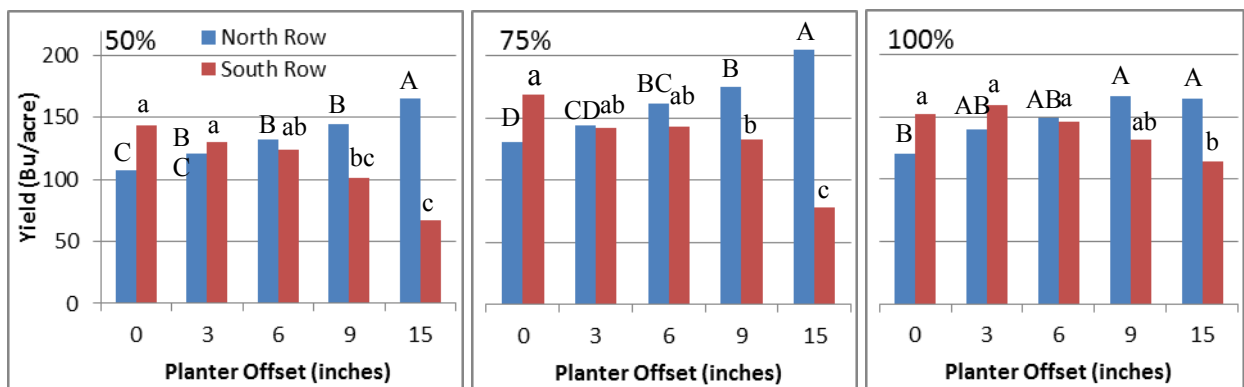 50%
North Row
South Row
Yield (Bu/acre)
200
150
100
50
0
C a B C a B ab B bc A c
0 3 6 9 15
Planter Offset (inches)
75%
D a CD ab BC ab B b A c
0 3 6 9 15
Planter Offset (inches)
100%
B a AB a AB a A ab A b
0 3 6 9 15
Planter Offset (inches)